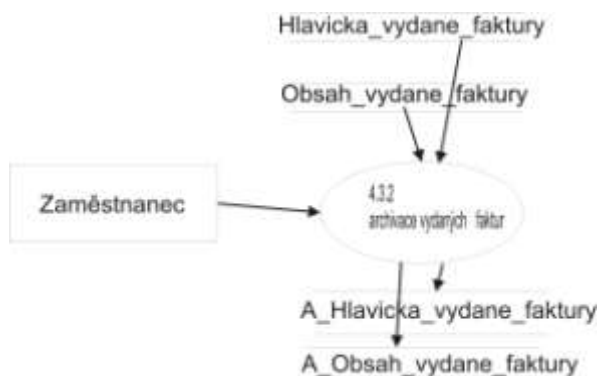 Hlavicka_vydane_faktury
Obsah_vydane_faktury
Zaměstnanec
4.3.2
archivace vydaných faktur
A_Hlavicka_vydane_faktury
A_Obsah_vydane_faktury